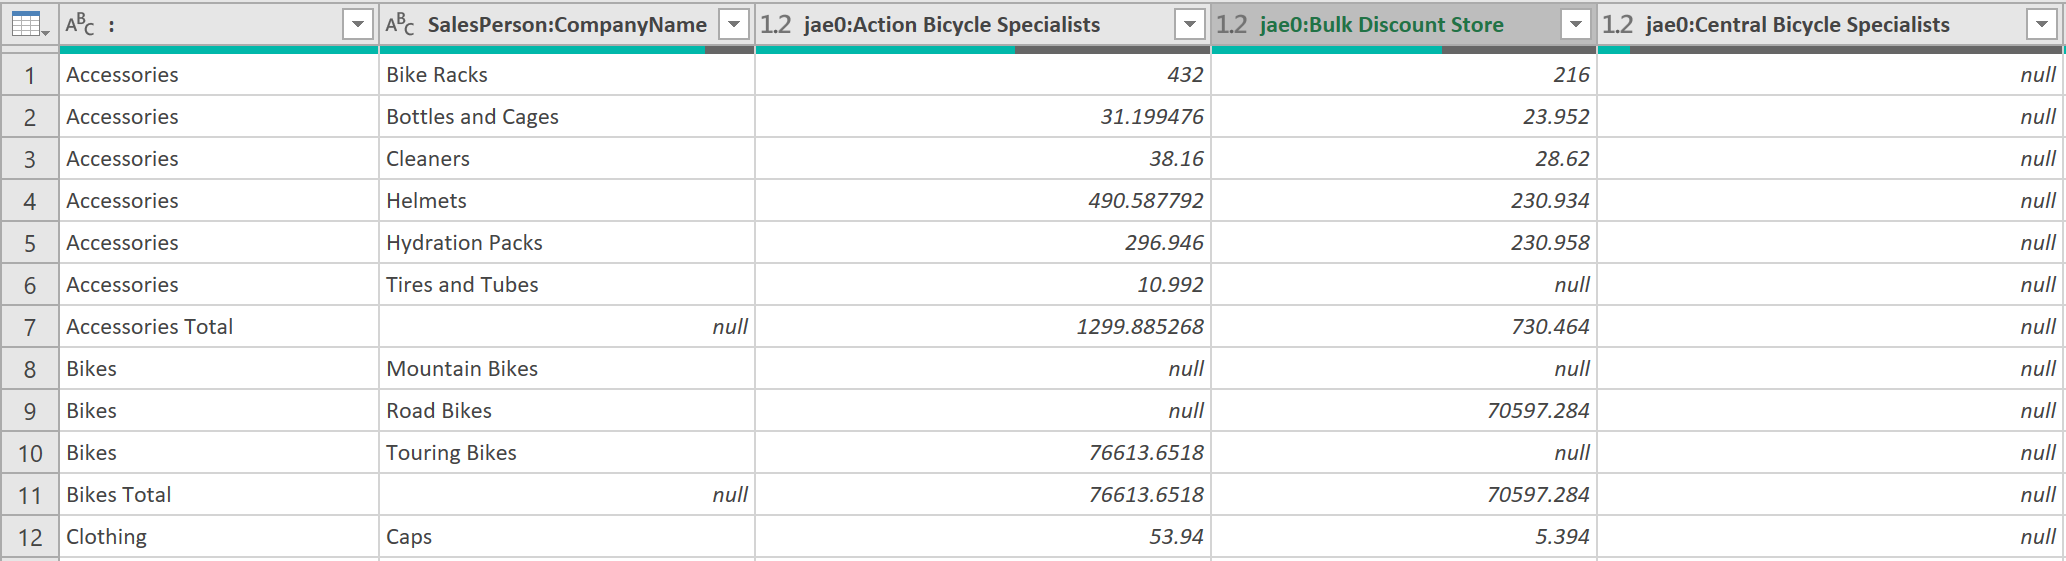 ABC : ABC SalesPerson:CompanyName 1.2 jae0:Action Bicycle Specialists 1.2 jae0:Bulk Discount Store 1.2 jae0:Central Bicycle Specialists
1 Accessories Bike Racks 432 216 null
2 Accessories Bottles and Cages 31.199476 23.952 null
3 Accessories Cleaners 38.16 28.62 null
4 Accessories Helmets 490.587792 230.934 null
5 Accessories Hydration Packs 296.946 230.958 null
6 Accessories Tires and Tubes 10.992 null null
7 Accessories Total null 1299.885268 730.464 null
8 Bikes Mountain Bikes null null null
9 Bikes Road Bikes null 70597.284 null
10 Bikes Touring Bikes 76613.6518 null null
11 Bikes Total null 76613.6518 70597.284 null
12 Clothing Caps 53.94 5.394 null